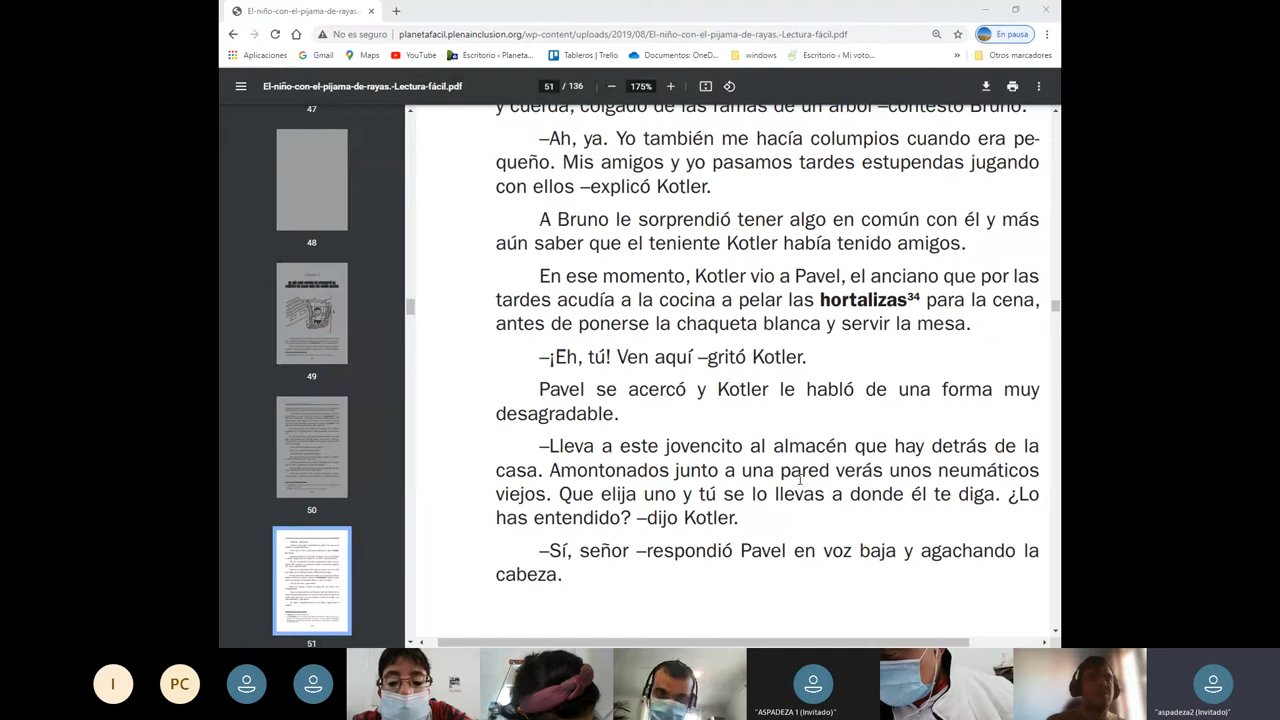 El-niño-con-el-pijama-de-rayas.-L
No es seguro
planetafacil.plenainclusion.org/wp-content/uploads/2019/08/El-niño-con-el-pijama-de-rayas.-Lectura-fácil.pdf
En pausa
Aplicaciones
Gmail
Maps
YouTube
Escritorio < Planeta...
Tableros | Trello
Documentos: OneD...
windows
Escritorio < Mi voto...
»
Otros marcadores
El-niño-con-el-pijama-de-rayas.-Lectura-fácil.pdf
51 / 136
175%
47
48
49
50
51
y cuerda, colgado de las ramas de un árbol –contestó Bruno.
–Ah, ya. Yo también me hacía columpios cuando era pe-
queño. Mis amigos y yo pasamos tardes estupendas jugando
con ellos –explicó Kotler.
A Bruno le sorprendió tener algo en común con él y más
aún saber que el teniente Kotler había tenido amigos.
En ese momento, Kotler vio a Pavel, el anciano que por las
tardes acudía a la cocina a pelar las hortalizas³⁴ para la cena,
antes de ponerse la chaqueta blanca y servir la mesa.
–¡Eh, tú! Ven aquí –gritó Kotler.
Pavel se acercó y Kotler le habló de una forma muy
desagradable.
–Lleva a ese jovencito al almacén que hay detrás de la
casa. Amontonados junto a una pared verás unos neumáticos
viejos. Que elija uno y tú se lo llevas a donde él te diga. ¿Lo
has entendido? –dijo Kotler.
–Sí, señor –respondió Pavel en voz baja y agachando la
cabeza.
I
PC
"ASPADEZA 1 (Invitado)"
"aspadeza2 (Invitado)"